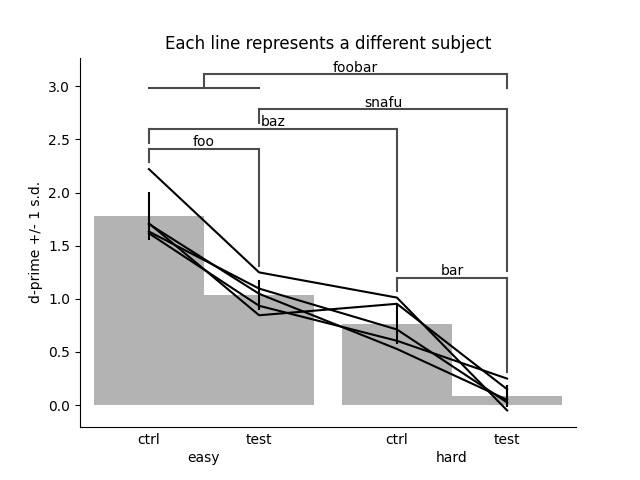 Each line represents a different subject
foobar
3.0
snafu
baz
2.5
foo
2.0
d-prime +/- 1 s.d.
1.5
bar
1.0
0.5
0.0
ctrl test ctrl test
easy hard